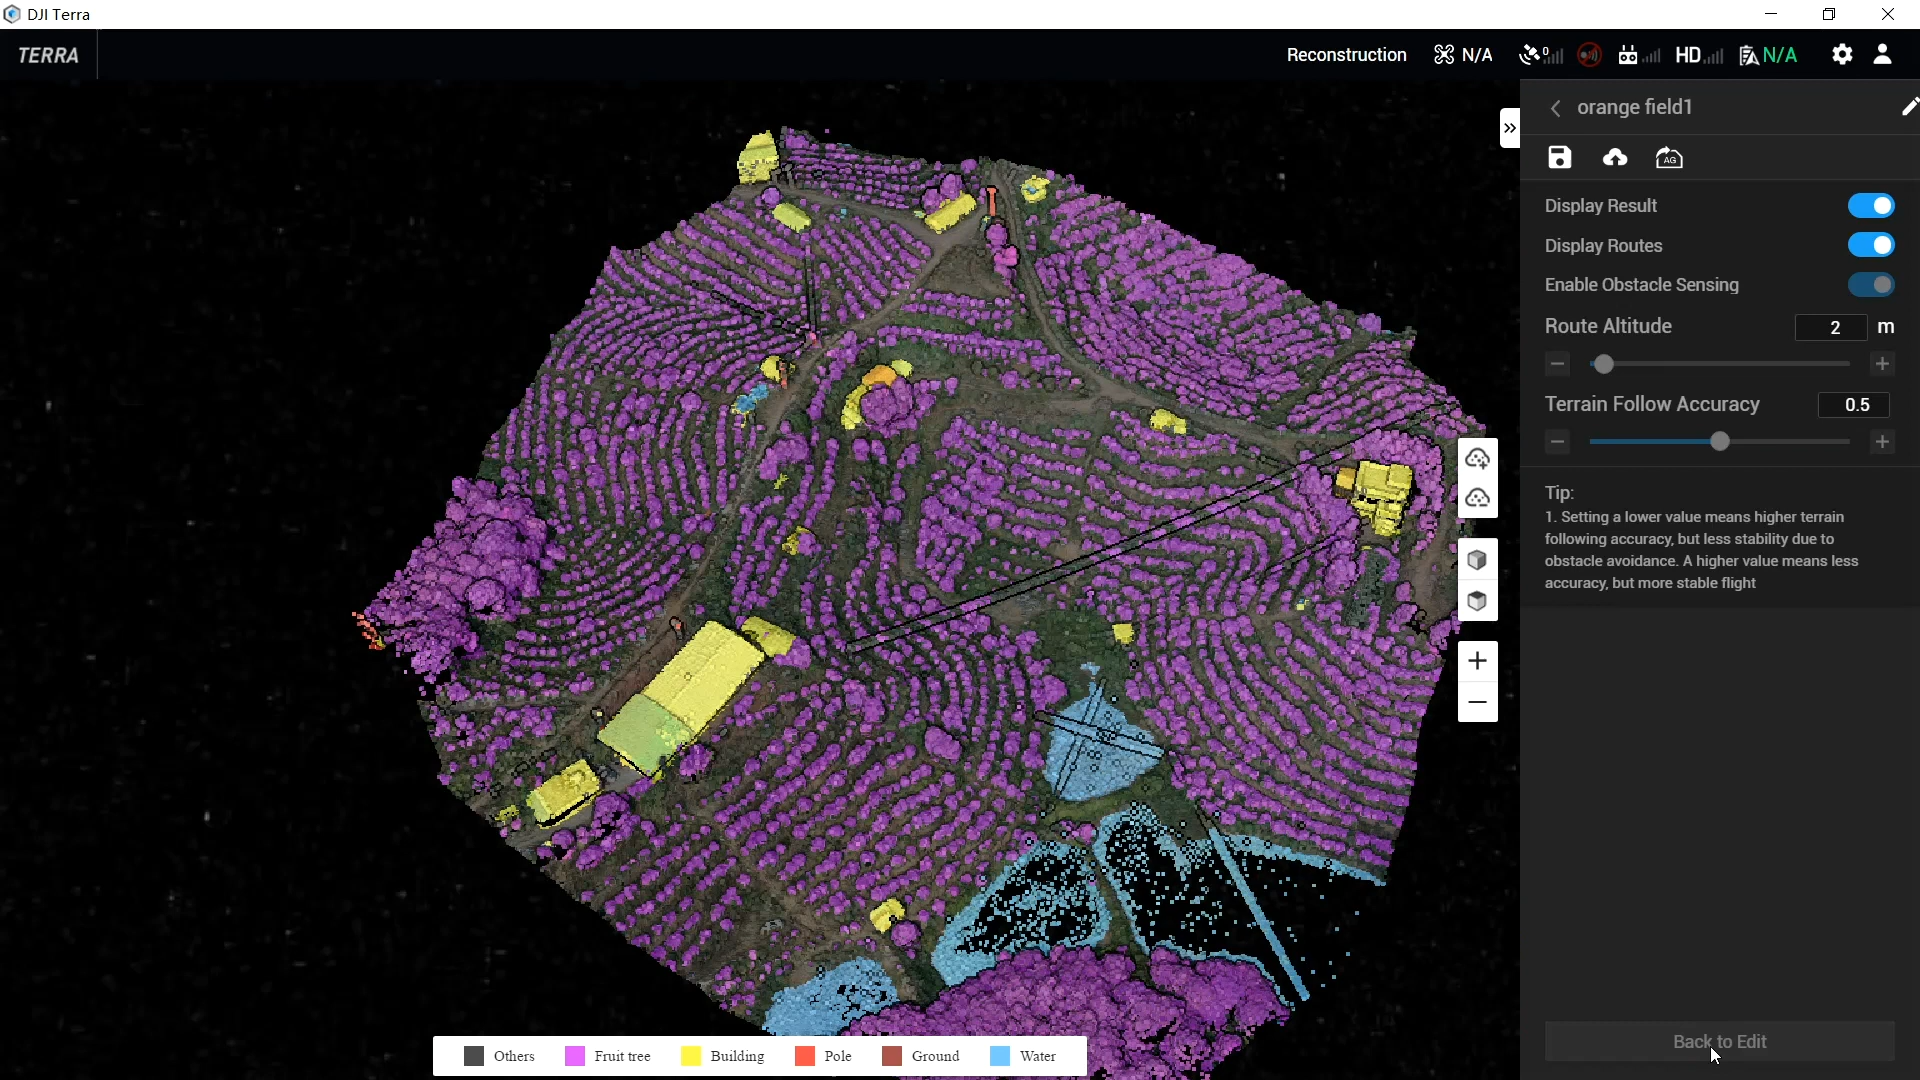 DJI Terra
TERRA
Reconstruction
N/A
0
HD
N/A
orange field1
AG
Display Result
Display Routes
Enable Obstacle Sensing
Route Altitude
2 m
Terrain Follow Accuracy
0.5
Tip:
1. Setting a lower value means higher terrain
following accuracy, but less stability due to
obstacle avoidance. A higher value means less
accuracy, but more stable flight
Back to Edit
Others
Fruit tree
Building
Pole
Ground
Water